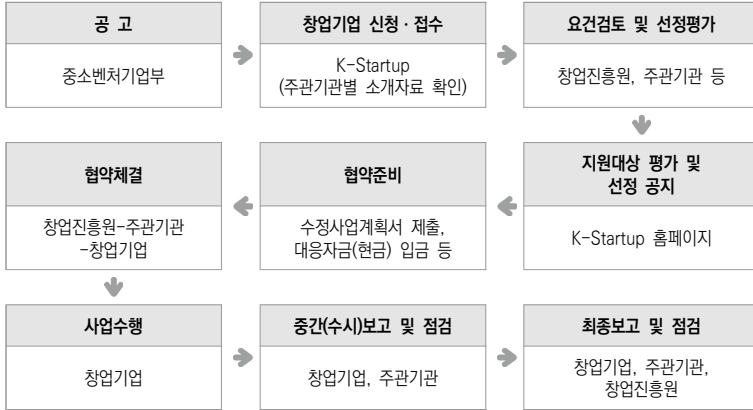 공 고
중소벤처기업부
창업기업 신청·접수
K-Startup
(주관기관별 소개자료 확인)
요건검토 및 선정평가
창업진흥원, 주관기관 등
지원대상 평가 및
선정 공지
K-Startup 홈페이지
협약준비
수정사업계획서 제출,
대응자금(현금) 입금 등
협약체결
창업진흥원-주관기관
-창업기업
사업수행
창업기업
중간(수시)보고 및 점검
창업기업, 주관기관
최종보고 및 점검
창업기업, 주관기관,
창업진흥원